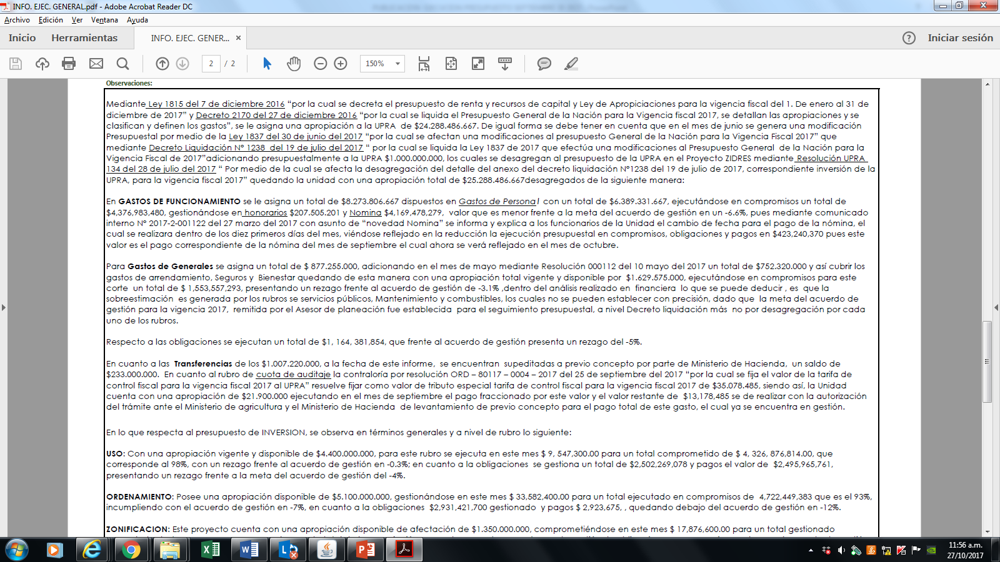 INFO. EJEC. GENERAL.pdf - Adobe Acrobat Reader DC
Archivo Edición Ver Ventana Ayuda
Inicio Herramientas INFO. EJEC. GENER... × ? Iniciar sesión
2 / 2 150%
Observaciones:
Mediante Ley 1815 del 7 de diciembre 2016 “por la cual se decreta el presupuesto de renta y recursos de capital y Ley de Apropiciaciones para la vigencia fiscal del 1. De enero al 31 de
diciembre de 2017” y Decreto 2170 del 27 de diciembre 2016 “por la cual se liquida el Presupuesto General de la Nación para la Vigencia fiscal 2017, se detallan las apropiaciones y se
clasifican y definen los gastos”, se le asigna una apropiación a la UPRA de $24.288.486.667. De igual forma se debe tener en cuenta que en el mes de junio se genera una modificación
Presupuestal por medio de la Ley 1837 del 30 de junio del 2017 “por la cual se afectan una modificaciones al presupuesto General de la Nación para la Vigencia Fiscal 2017” que
mediante Decreto Liquidación N° 1238 del 19 de julio del 2017 “ por la cual se liquida la Ley 1837 de 2017 que efectúa una modificaciones al Presupuesto General de la Nación para la
Vigencia Fiscal de 2017”adicionando presupuestalmente a la UPRA $1.000.000.000, los cuales se desagregan al presupuesto de la UPRA en el Proyecto ZIDRES mediante Resolución UPRA
134 del 28 de julio del 2017 “ Por medio de la cual se afecta la desagregación del detalle del anexo del decreto liquidación N°1238 del 19 de julio de 2017, correspondiente inversión de la
UPRA, para la vigencia fiscal 2017” quedando la unidad con una apropiación total de $25.288.486.667desagregados de la siguiente manera:
En GASTOS DE FUNCIONAMIENTO se le asigna un total de $8.273.806.667 dispuestos en Gastos de Personal con un total de $6.389.331.667, ejecutándose en compromisos un total de
$4,376,983,480, gestionándose en honorarios $207.505.201 y Nomina $4,169,478,279, valor que es menor frente a la meta del acuerdo de gestión en un -6.6%, pues mediante comunicado
interno N° 2017-2-001122 del 27 marzo del 2017 con asunto de “novedad Nomina” se informa y explica a los funcionarios de la Unidad el cambio de fecha para el pago de la nómina, el
cual se realizara dentro de los diez primeros días del mes, viéndose reflejado en la reducción la ejecución presupuestal en compromisos, obligaciones y pagos en $423,240,370 pues este
valor es el pago correspondiente de la nómina del mes de septiembre el cual ahora se verá reflejado en el mes de octubre.
Para Gastos de Generales se asigna un total de $ 877.255.000, adicionando en el mes de mayo mediante Resolución 000112 del 10 mayo del 2017 un total de $752.320.000 y así cubrir los
gastos de arrendamiento, Seguros y Bienestar quedando de esta manera con una apropiación total vigente y disponible por $1.629.575.000, ejecutándose en compromisos para este
corte un total de $ 1,553,557,293, presentando un rezago frente al acuerdo de gestión de -3.1% ,dentro del análisis realizado en financiera lo que se puede deducir , es que la
sobreestimación es generada por los rubros se servicios públicos, Mantenimiento y combustibles, los cuales no se pueden establecer con precisión, dado que la meta del acuerdo de
gestión para la vigencia 2017, remitida por el Asesor de planeación fue establecida para el seguimiento presupuestal, a nivel Decreto liquidación más no por desagregación por cada
uno de los rubros.
Respecto a las obligaciones se ejecutan un total de $1, 164, 381,854, que frente al acuerdo de gestión presenta un rezago del -5%.
En cuanto a las Transferencias de los $1.007.220.000, a la fecha de este informe, se encuentran supeditadas a previo concepto por parte de Ministerio de Hacienda, un saldo de
$233.000.000. En cuanto al rubro de cuota de auditaje la contraloría por resolución ORD – 80117 – 0004 – 2017 del 25 de septiembre del 2017 “por la cual se fija el valor de la tarifa de
control fiscal para la vigencia fiscal 2017 al UPRA” resuelve fijar como valor de tributo especial tarifa de control fiscal para la vigencia fiscal 2017 de $35.078.485, siendo así, la Unidad
cuenta con una apropiación de $21.900.000 ejecutando en el mes de septiembre el pago fraccionado por este valor y el valor restante de $13,178,485 se de realizar con la autorización
del trámite ante el Ministerio de agricultura y el Ministerio de Hacienda de levantamiento de previo concepto para el pago total de este gasto, el cual ya se encuentra en gestión.
En lo que respecta al presupuesto de INVERSION, se observa en términos generales y a nivel de rubro lo siguiente:
USO: Con una apropiación vigente y disponible de $4.400.000.000, para este rubro se ejecuta en este mes $ 9, 547,300.00 para un total comprometido de $ 4, 326, 876,814.00, que
corresponde al 98%, con un rezago frente al acuerdo de gestión en -0.3%; en cuanto a la obligaciones se gestiona un total de $2,502,269,078 y pagos el valor de $2,495,965,761,
presentando un rezago frente a la meta del acuerdo de gestión del -4%.
ORDENAMIENTO: Posee una apropiación disponible de $5.100.000.000, gestionándose en este mes $ 33,582,400.00 para un total ejecutado en compromisos de 4,722,449,383 que es el 93%,
incumpliendo con el acuerdo de gestión en -7%, en cuanto a la obligaciones $2,931,421,700 gestionado y pagos $ 2,923,675, , quedando debajo del acuerdo de gestión en -12%.
ZONIFICACION: Este proyecto cuenta con una apropiación disponible de afectación de $1.350.000.000, comprometiéndose en este mes $ 17,876,600.00 para un total gestionado
11:56 a.m.
27/10/2017